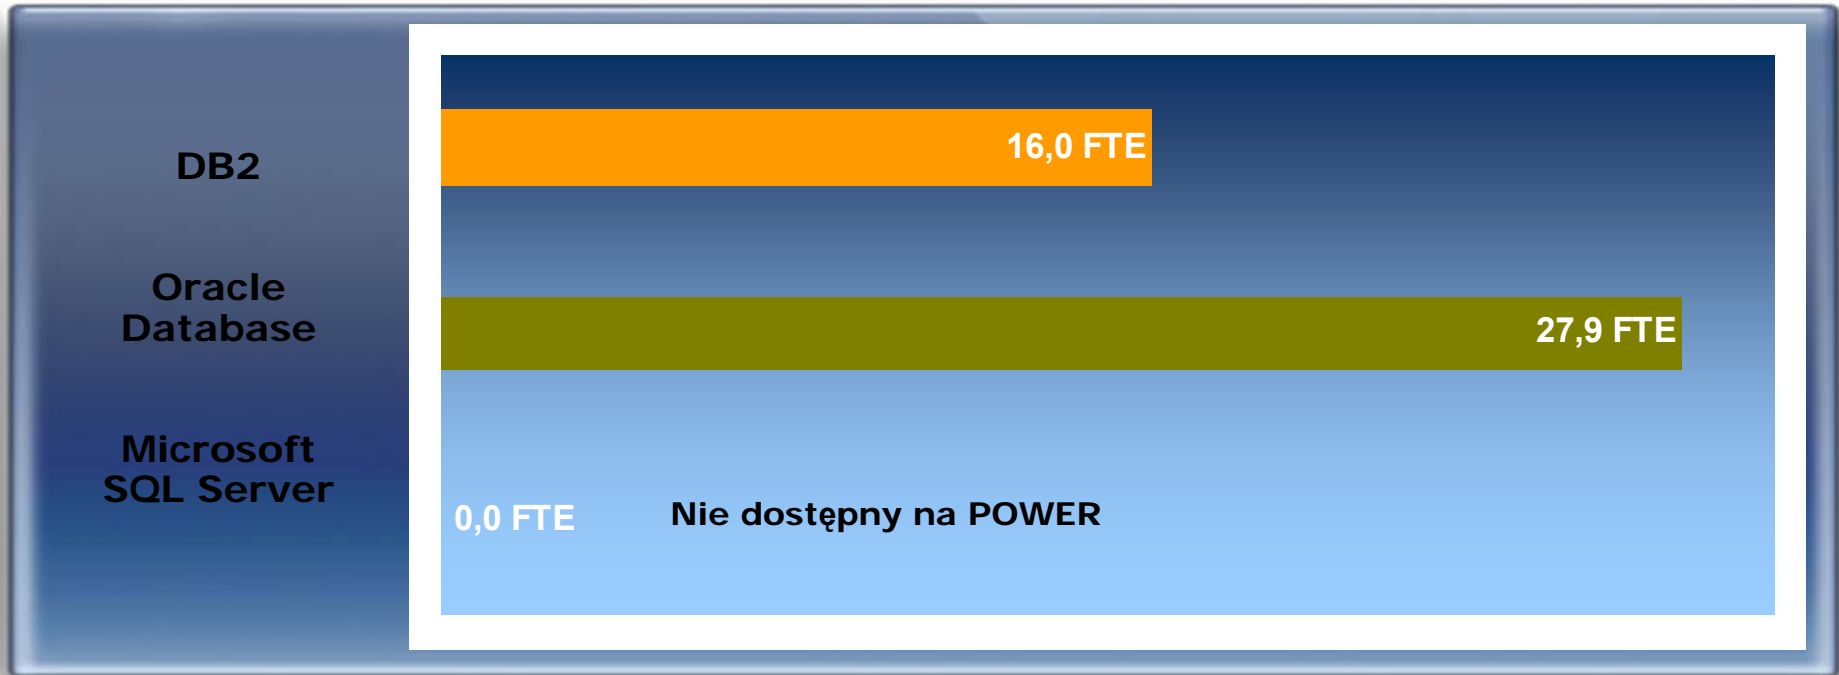 DB2
16,0 FTE
Oracle
Database
27,9 FTE
Microsoft
SQL Server
0,0 FTE
Nie dostępny na POWER